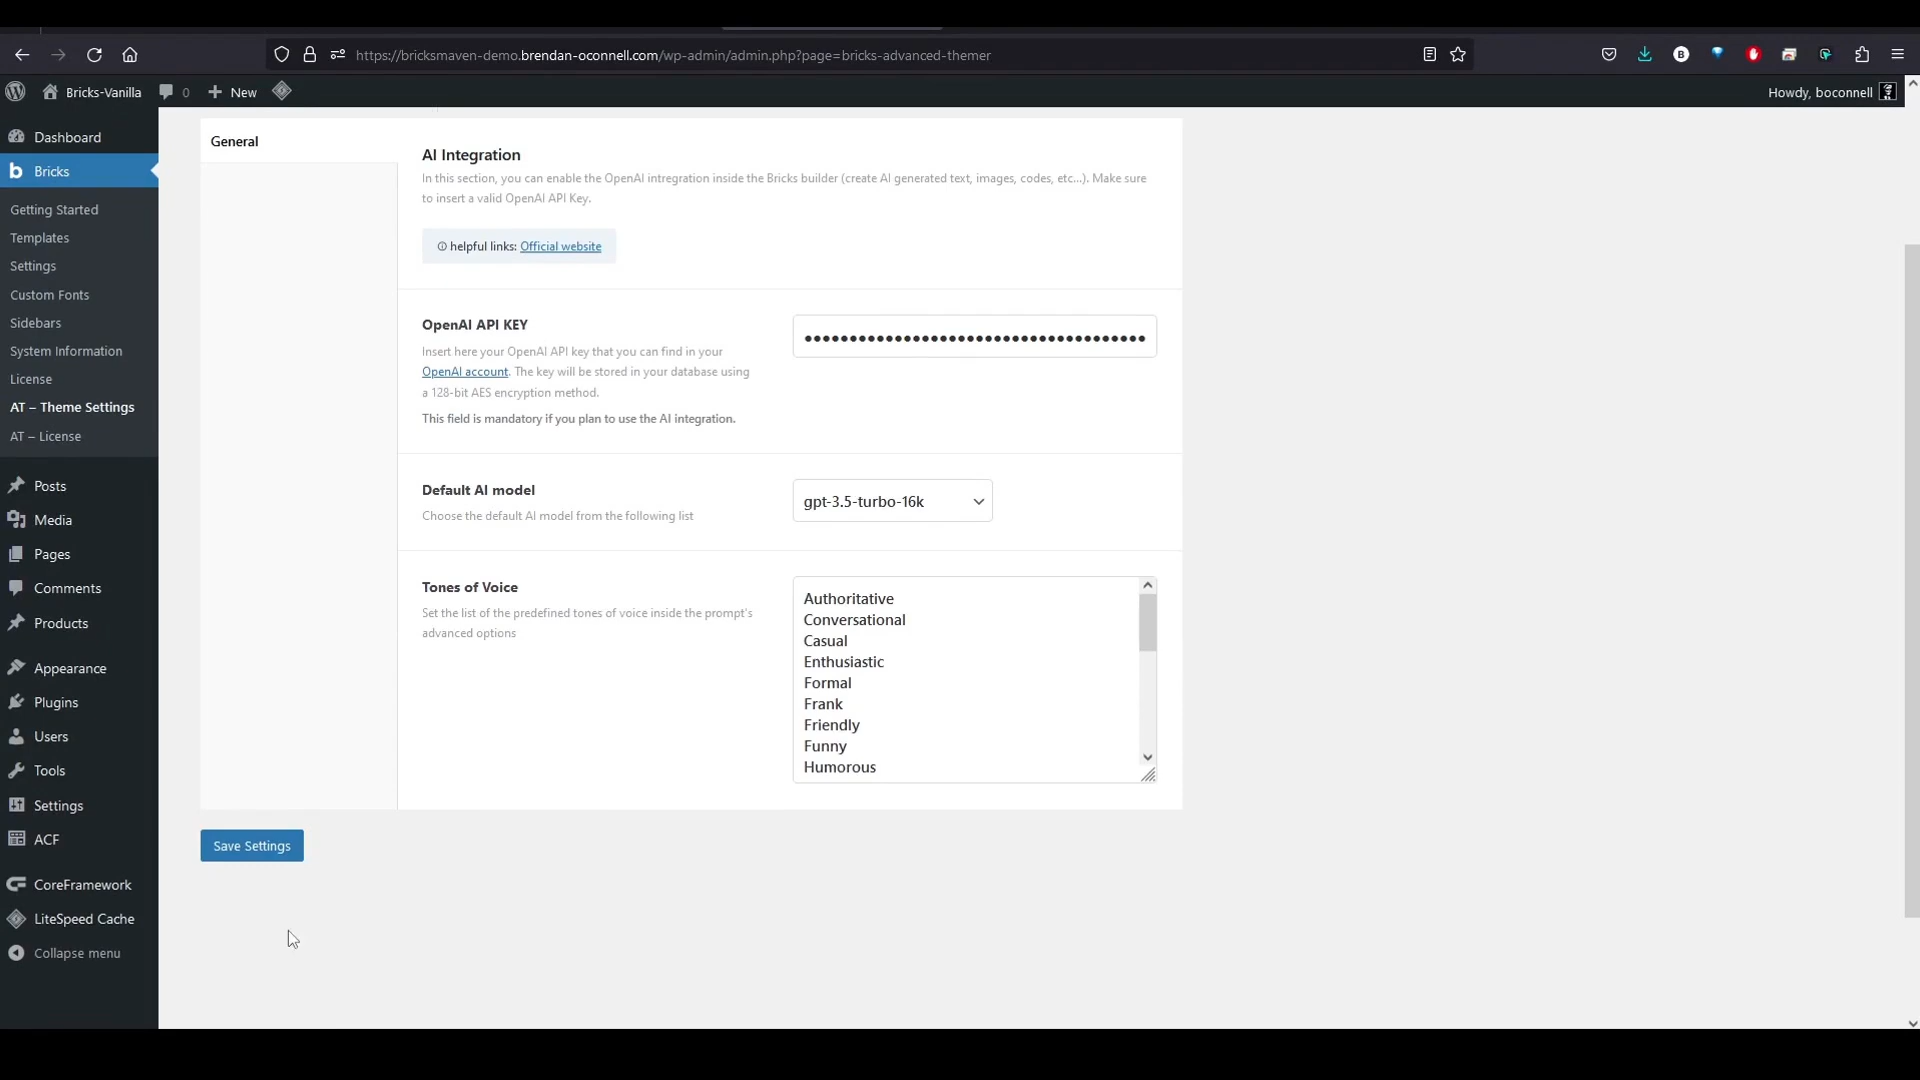 https://bricksmaven-demo.brendan-oconnell.com/wp-admin/admin.php?page=bricks-advanced-themer
Bricks-Vanilla
0
New
Howdy, boconnell
Dashboard
Bricks
Getting Started
Templates
Settings
Custom Fonts
Sidebars
System Information
License
AT – Theme Settings
AT – License
Posts
Media
Pages
Comments
Products
Appearance
Plugins
Users
Tools
Settings
ACF
CoreFramework
LiteSpeed Cache
Collapse menu
General
AI Integration
In this section, you can enable the OpenAI intregration inside the Bricks builder (create AI generated text, images, codes, etc...). Make sure
to insert a valid OpenAI API Key.
helpful links: Official website
OpenAI API KEY
Insert here your OpenAI API key that you can find in your
OpenAI account. The key will be stored in your database using
a 128-bit AES encryption method.
This field is mandatory if you plan to use the AI integration.
Default AI model
Choose the default AI model from the following list
gpt-3.5-turbo-16k
Tones of Voice
Set the list of the predefined tones of voice inside the prompt's
advanced options
Authoritative
Conversational
Casual
Enthusiastic
Formal
Frank
Friendly
Funny
Humorous
Save Settings